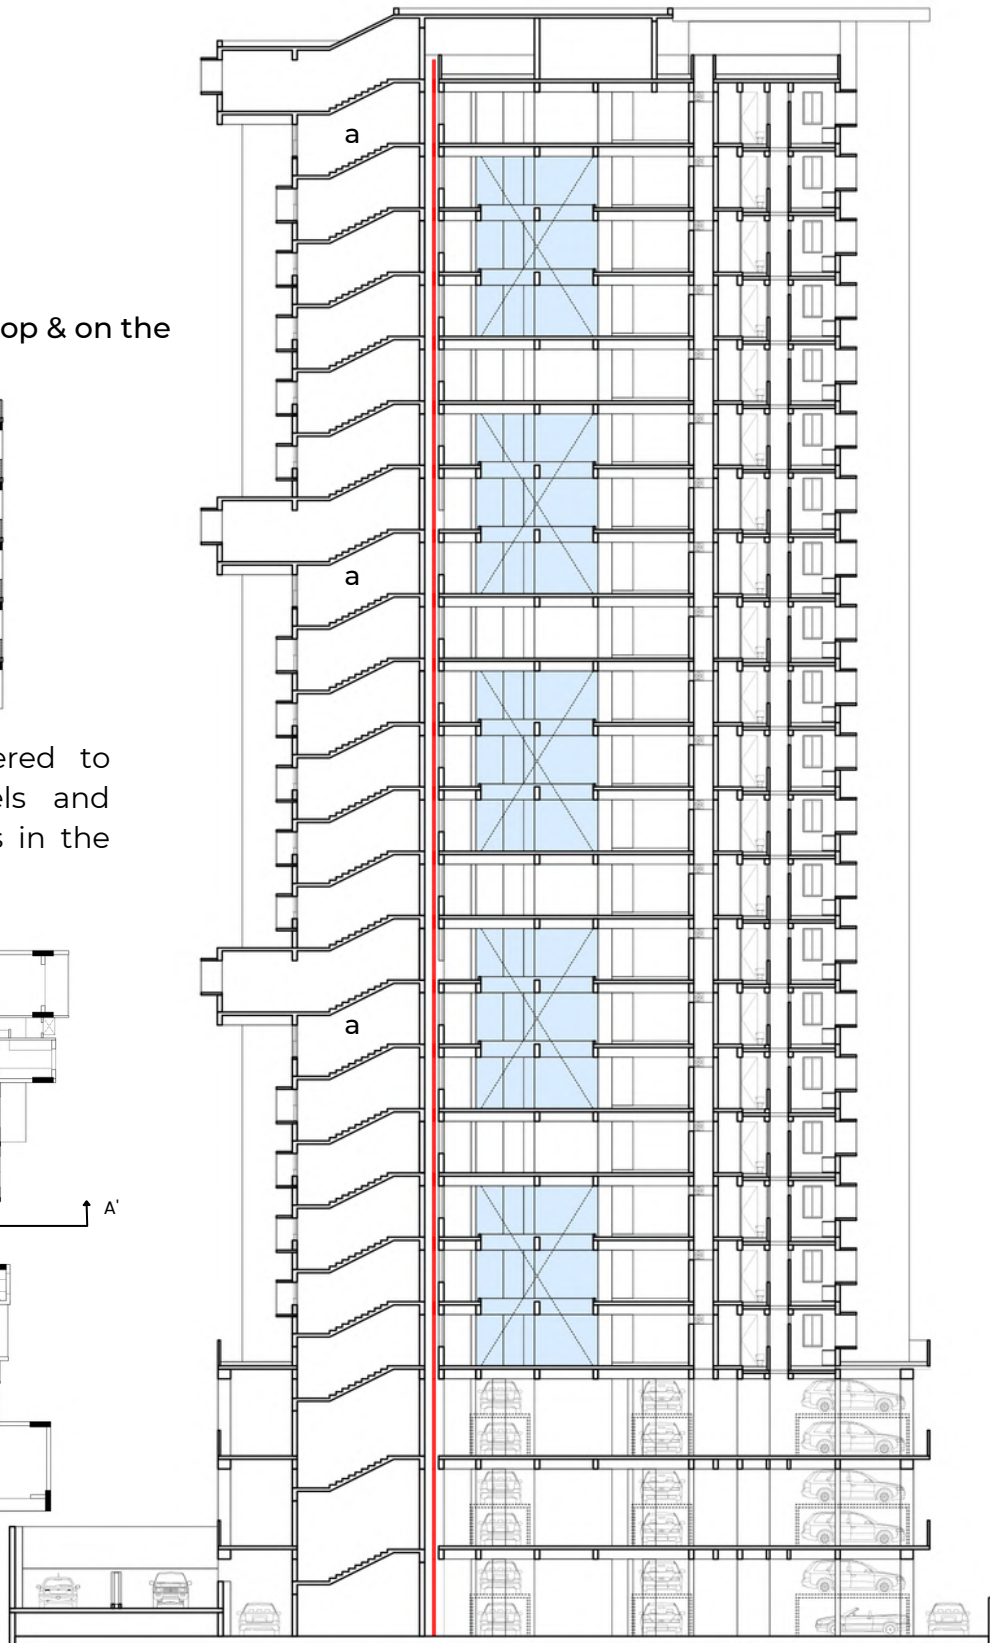 a
op & on the
a
ered to
els and
s in the
a
A'